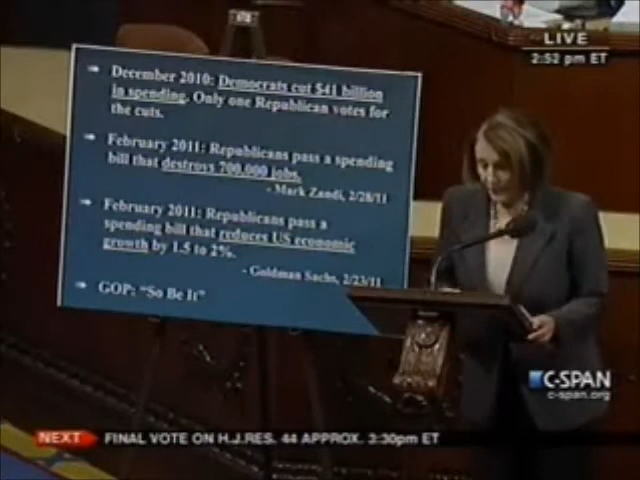 LIVE
2:52 pm ET
December 2010: Democrats cut $41 billion
in spending. Only one Republican votes for
the cuts.
February 2011: Republicans pass a spending
bill that destroys 700,000 jobs.
- Mark Zandi, 2/28/11
February 2011: Republicans pass a
spending bill that reduces US economic
growth by 1.5 to 2%.
- Goldman Sachs, 2/23/11
GOP: “So Be It”
C-SPAN
c-span.org
NEXT FINAL VOTE ON H.J.RES. 44 APPROX. 3:30pm ET